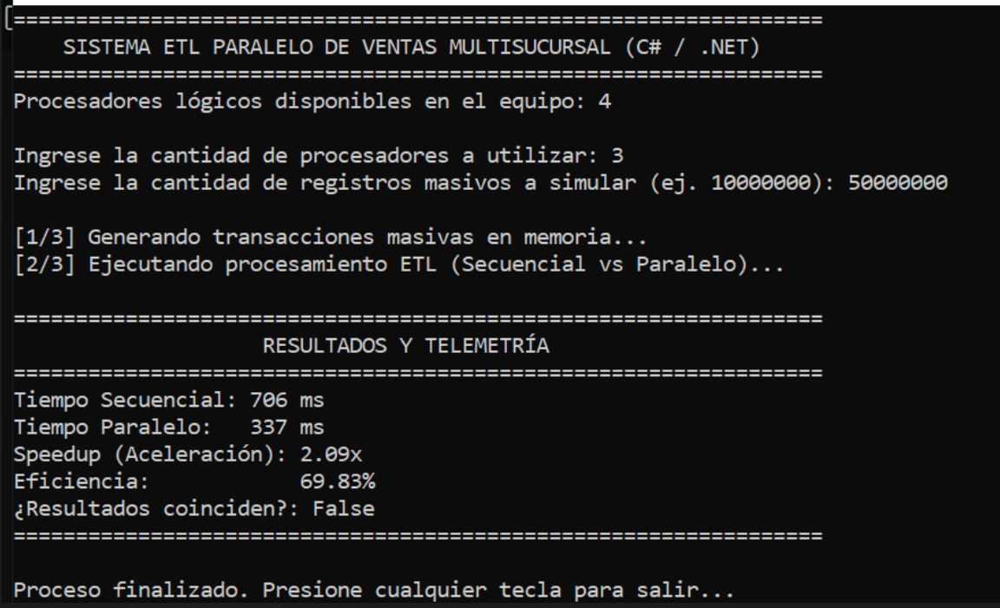 =================================================================
SISTEMA ETL PARALELO DE VENTAS MULTISUCURSAL (C# / .NET)
=================================================================
Procesadores lógicos disponibles en el equipo: 4
Ingrese la cantidad de procesadores a utilizar: 3
Ingrese la cantidad de registros masivos a simular (ej. 10000000): 50000000
[1/3] Generando transacciones masivas en memoria...
[2/3] Ejecutando procesamiento ETL (Secuencial vs Paralelo)...
=================================================================
RESULTADOS Y TELEMETRÍA
=================================================================
Tiempo Secuencial: 706 ms
Tiempo Paralelo:   337 ms
Speedup (Aceleración): 2.09x
Eficiencia:            69.83%
¿Resultados coinciden?: False
=================================================================
Proceso finalizado. Presione cualquier tecla para salir...